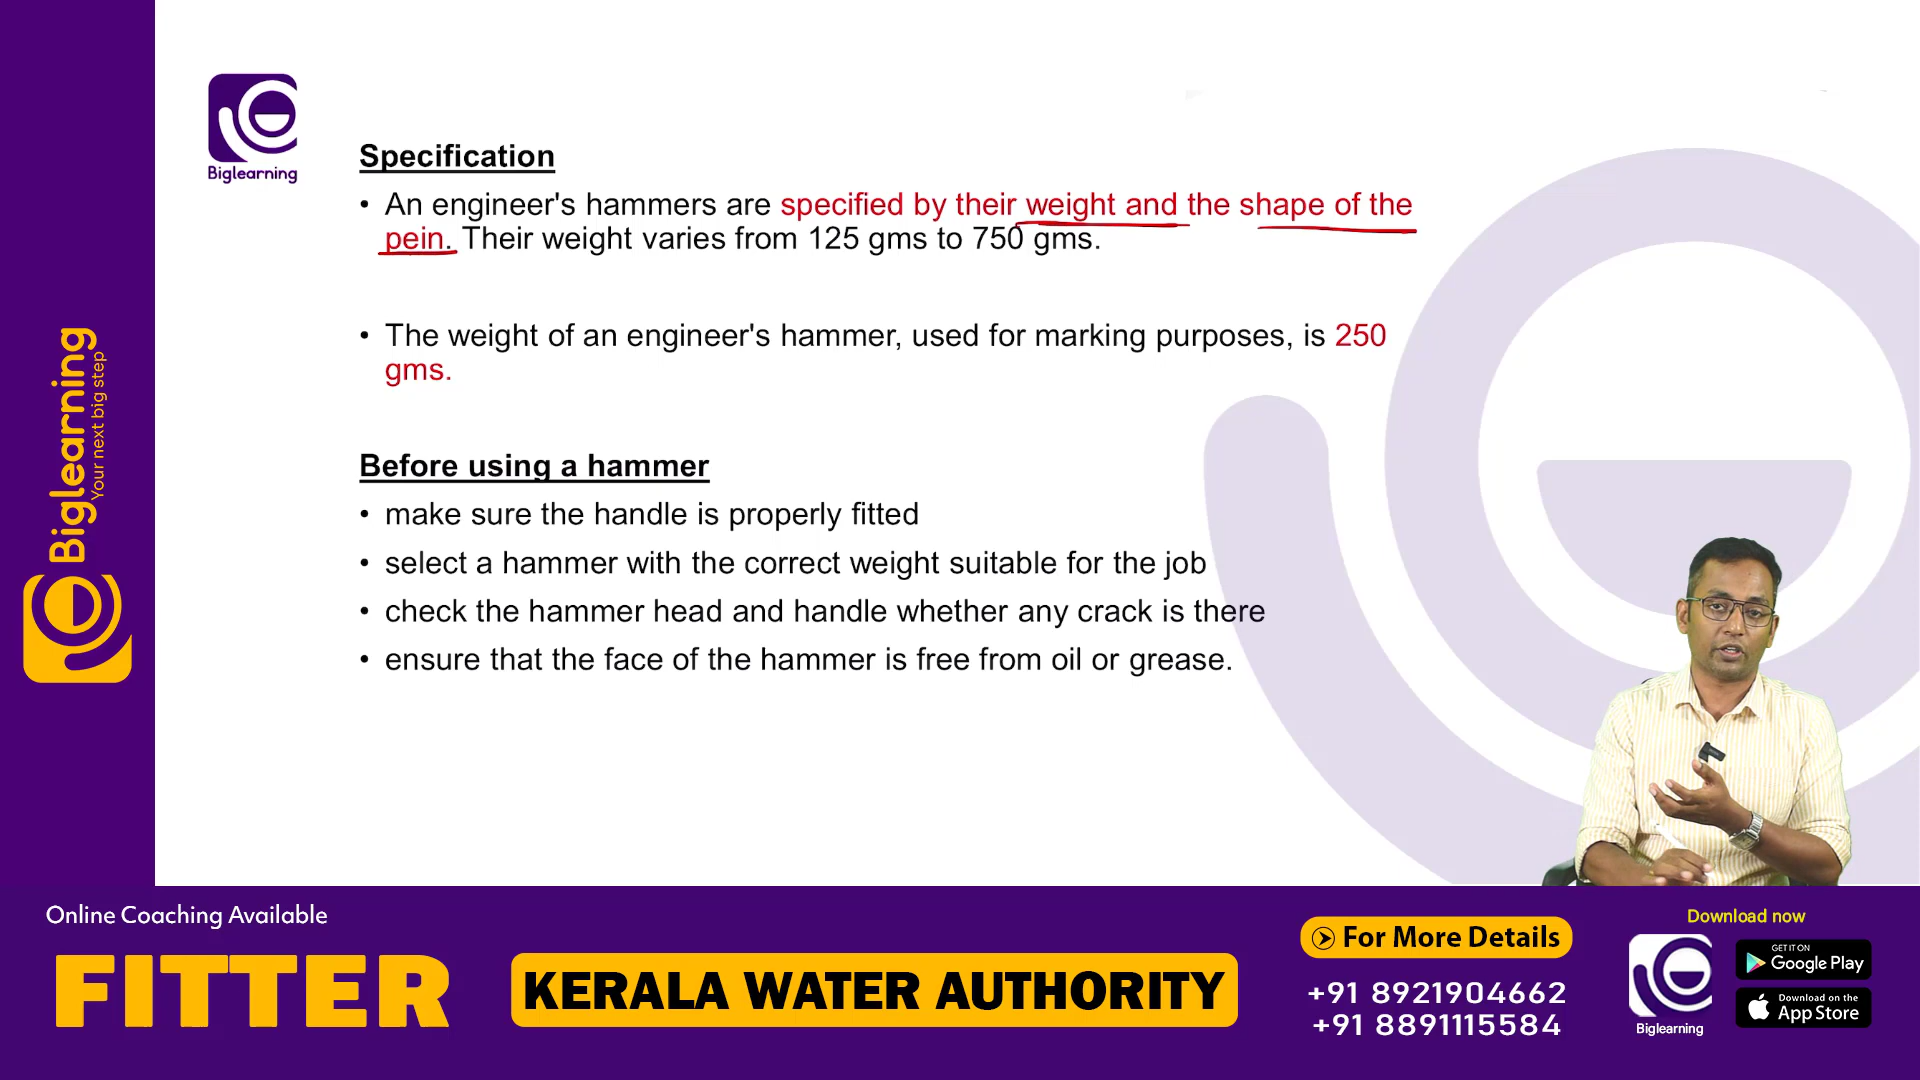 Biglearning
Your next big step
Biglearning
Specification
• An engineer's hammers are specified by their weight and the shape of the
pein. Their weight varies from 125 gms to 750 gms.
• The weight of an engineer's hammer, used for marking purposes, is 250
gms.
Before using a hammer
• make sure the handle is properly fitted
• select a hammer with the correct weight suitable for the job
• check the hammer head and handle whether any crack is there
• ensure that the face of the hammer is free from oil or grease.
Online Coaching Available
FITTER
KERALA WATER AUTHORITY
For More Details
+91 8921904662
+91 8891115584
Download now
Biglearning
GET IT ON
Google Play
Download on the
App Store